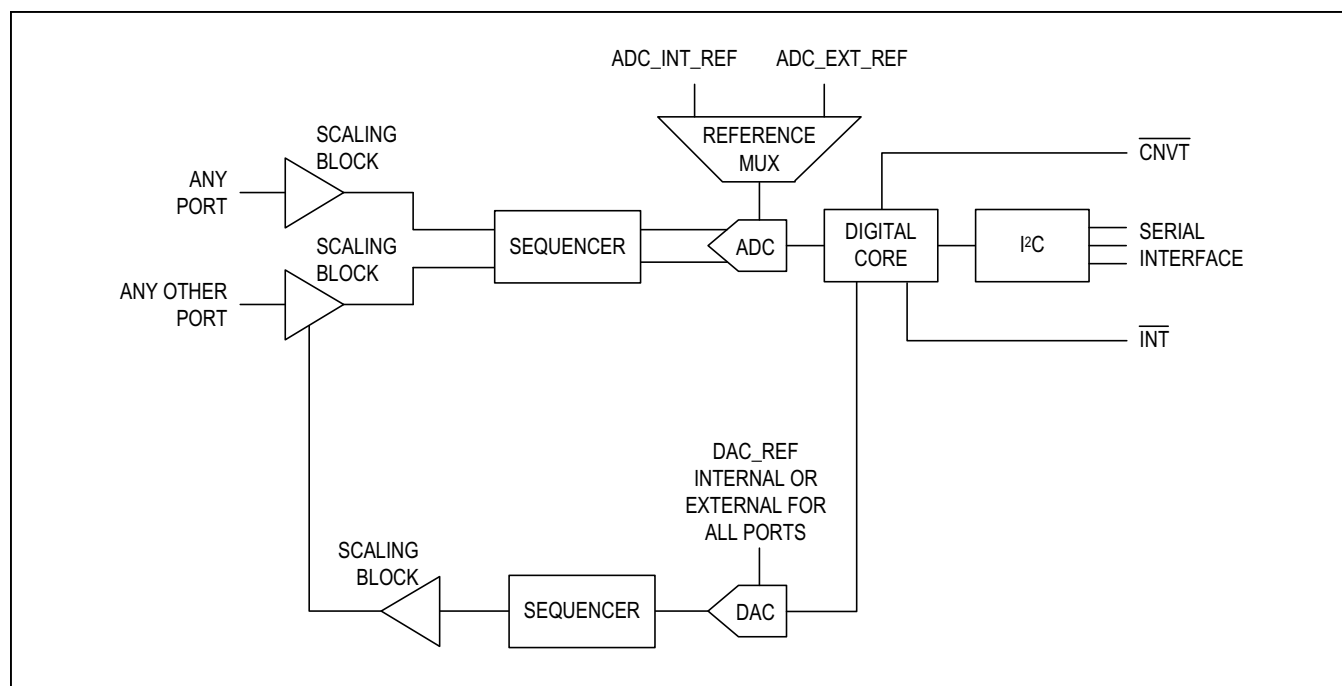 ADC_INT_REF
ADC_EXT_REF
REFERENCE
MUX
SCALING
BLOCK
ANY
PORT
SCALING
BLOCK
ANY OTHER
PORT
SEQUENCER
ADC
DIGITAL
CORE
I²C
CNVT
SERIAL
INTERFACE
INT
DAC_REF
INTERNAL OR
EXTERNAL FOR
ALL PORTS
SCALING
BLOCK
SEQUENCER
DAC